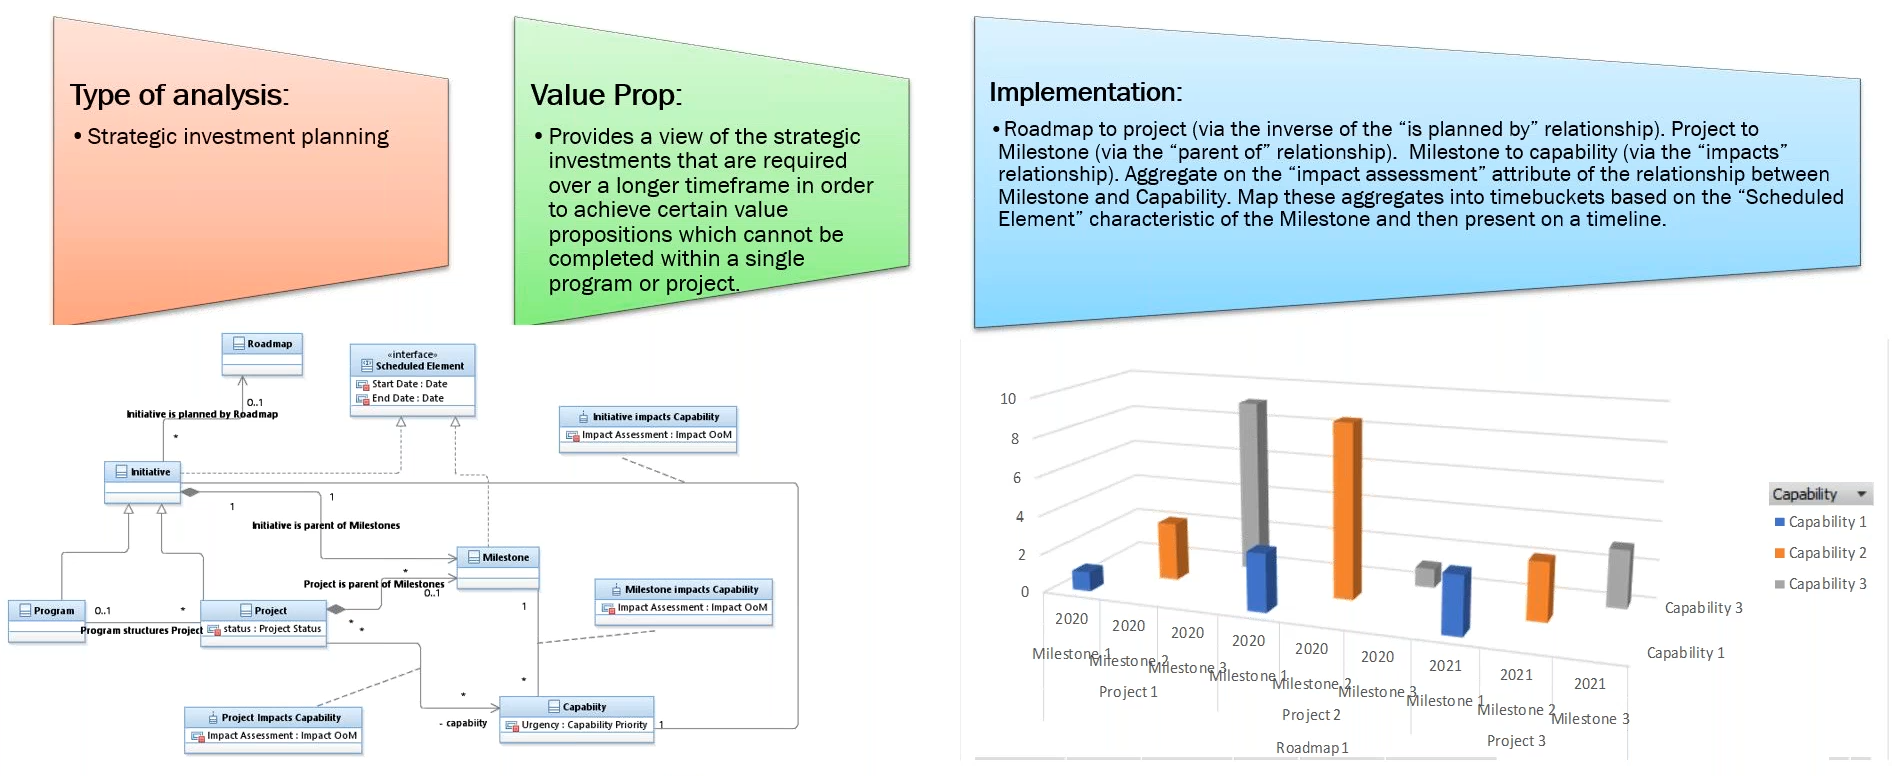 Type of analysis:
• Strategic investment planning
Value Prop:
• Provides a view of the strategic
investments that are required
over a longer timeframe in order
to achieve certain value
propositions which cannot be
completed within a single
program or project.
Implementation:
•Roadmap to project (via the inverse of the “is planned by” relationship). Project to
Milestone (via the “parent of” relationship).  Milestone to capability (via the “impacts”
relationship). Aggregate on the “impact assessment” attribute of the relationship between
Milestone and Capability. Map these aggregates into timebuckets based on the “Scheduled
Element” characteristic of the Milestone and then present on a timeline.
Roadmap
0..1
Initiative is planned by Roadmap
*
«interface»
Scheduled Element
Start Date : Date
End Date : Date
Initiative impacts Capability
Impact Assessment : Impact OoM
Initiative
1
1
Initiative is parent of Milestones
Milestone
*
Project is parent of Milestones
0..1
1
Milestone impacts Capability
Impact Assessment : Impact OoM
Program
0..1
*
Program structures Project
Project
status : Project Status
*
*
*
*
- capabiity
Project Impacts Capability
Impact Assessment : Impact OoM
Capabiity
Urgency : Capability Priority
1
10
8
6
4
2
0
2020
2020
2020
2020
2020
2020
2021
2021
2021
Milestone 1
Milestone 2
Milestone 3
Milestone 1
Milestone 2
Milestone 3
Milestone 1
Milestone 2
Milestone 3
Project 1
Project 2
Project 3
Roadmap1
Capability 3
Capability 1
Capability
Capability 1
Capability 2
Capability 3